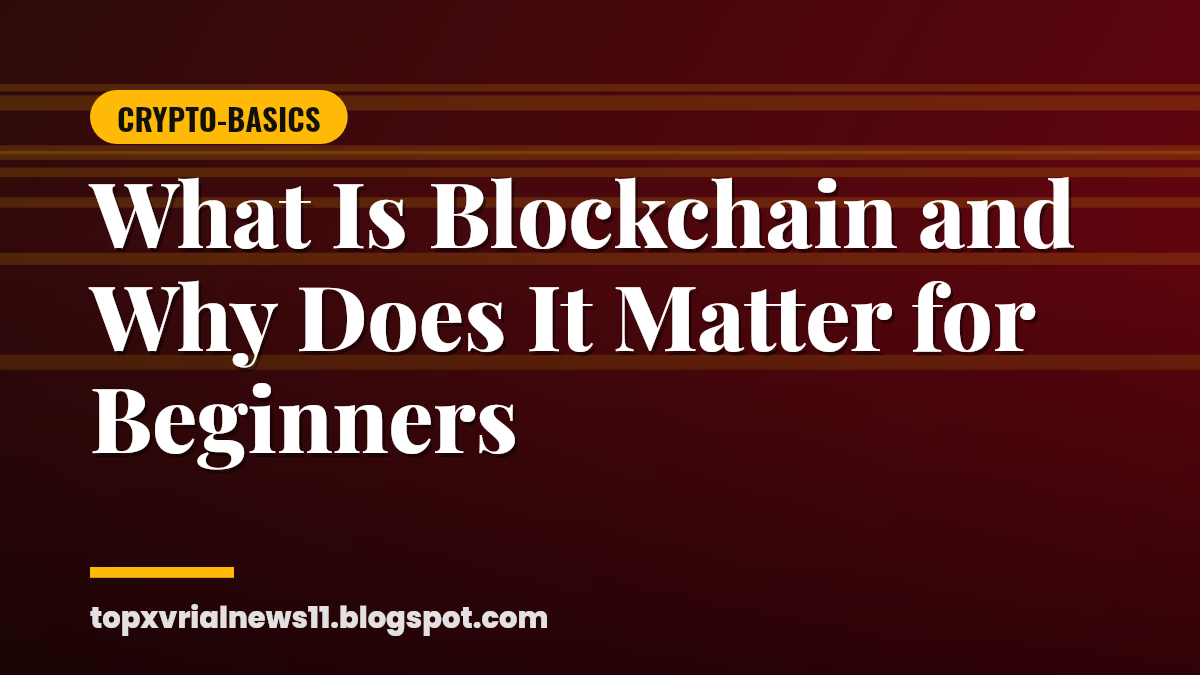 CRYPTO-BASICS
What Is Blockchain and
Why Does It Matter for
Beginners
topxvrialnews11.blogspot.com